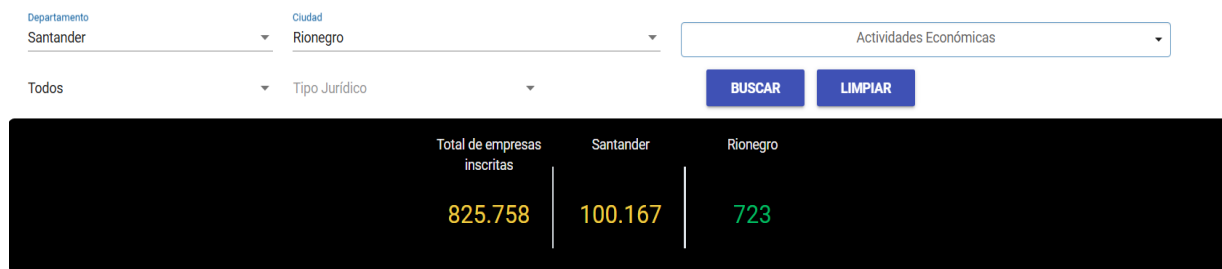 Departamento
Ciudad
Santander
Rionegro
Actividades Económicas
Todos
Tipo Jurídico
BUSCAR
LIMPIAR
Total de empresas
inscritas
Santander
Rionegro
825.758
100.167
723